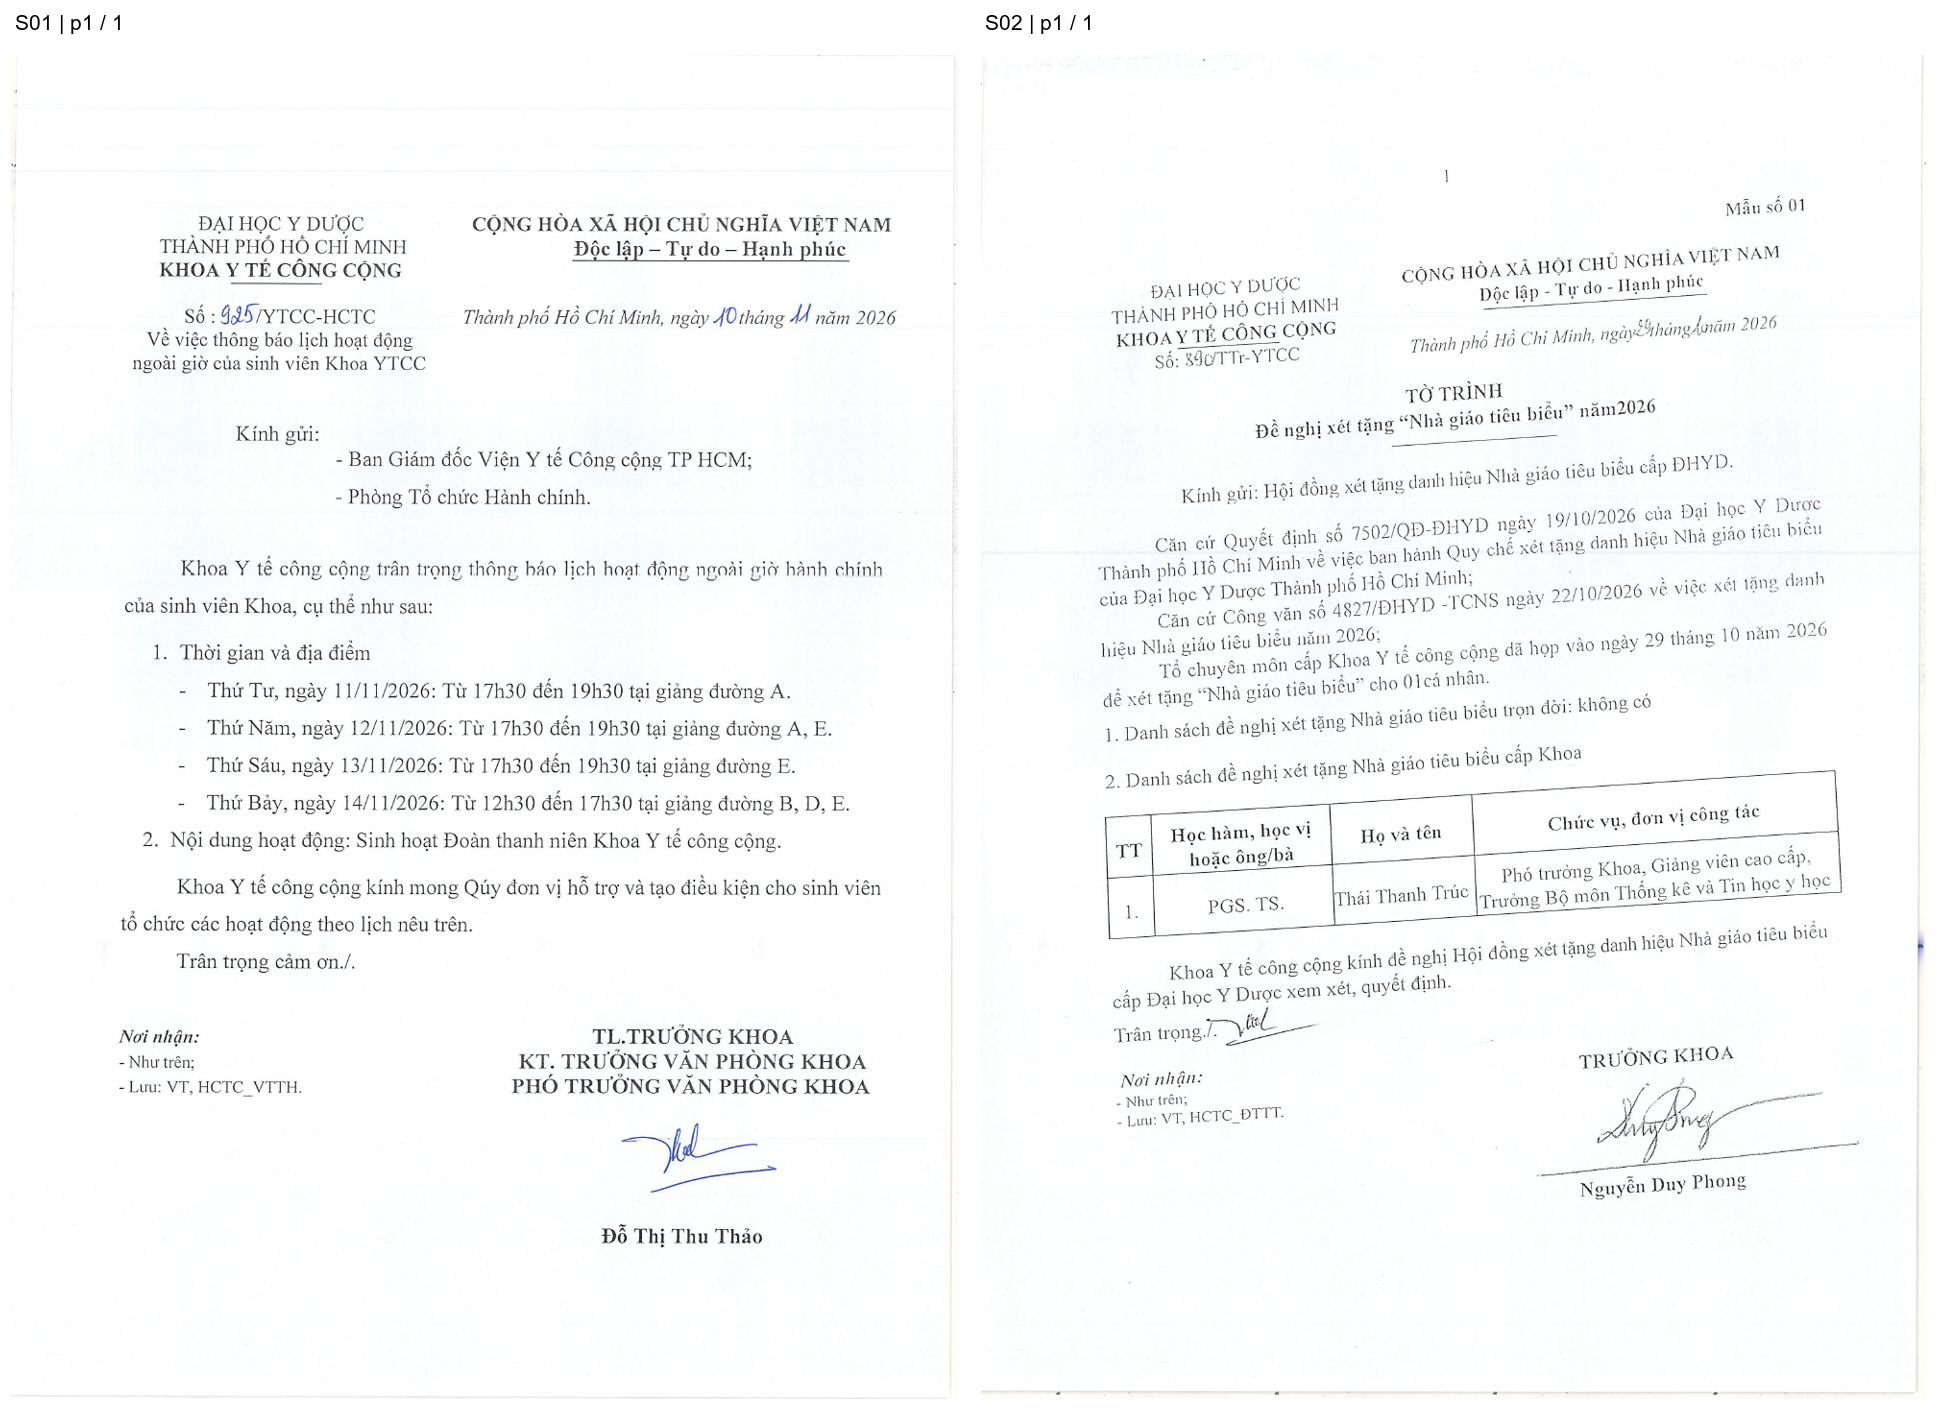 S01 | p1 / 1
ĐẠI HỌC Y DƯỢC
THÀNH PHỐ HỒ CHÍ MINH
KHOA Y TẾ CÔNG CỘNG
CỘNG HÒA XÃ HỘI CHỦ NGHĨA VIỆT NAM
Độc lập – Tự do – Hạnh phúc
Số : 925/YTCC-HCTC
Về việc thông báo lịch hoạt động
ngoài giờ của sinh viên Khoa YTCC
Thành phố Hồ Chí Minh, ngày 10 tháng 11 năm 2026
Kính gửi:
- Ban Giám đốc Viện Y tế Công cộng TP HCM;
- Phòng Tổ chức Hành chính.
Khoa Y tế công cộng trân trọng thông báo lịch hoạt động ngoài giờ hành chính
của sinh viên Khoa, cụ thể như sau:
1. Thời gian và địa điểm
- Thứ Tư, ngày 11/11/2026: Từ 17h30 đến 19h30 tại giảng đường A.
- Thứ Năm, ngày 12/11/2026: Từ 17h30 đến 19h30 tại giảng đường A, E.
- Thứ Sáu, ngày 13/11/2026: Từ 17h30 đến 19h30 tại giảng đường E.
- Thứ Bảy, ngày 14/11/2026: Từ 12h30 đến 17h30 tại giảng đường B, D, E.
2. Nội dung hoạt động: Sinh hoạt Đoàn thanh niên Khoa Y tế công cộng.
Khoa Y tế công cộng kính mong Qúy đơn vị hỗ trợ và tạo điều kiện cho sinh viên
tổ chức các hoạt động theo lịch nêu trên.
Trân trọng cảm ơn./.
Nơi nhận:
- Như trên;
- Lưu: VT, HCTC_VTTH.
TL.TRƯỞNG KHOA
KT. TRƯỞNG VĂN PHÒNG KHOA
PHÓ TRƯỞNG VĂN PHÒNG KHOA
Đỗ Thị Thu Thảo
S02 | p1 / 1
Mẫu số 01
ĐẠI HỌC Y DƯỢC
THÀNH PHỐ HỒ CHÍ MINH
KHOA Y TẾ CÔNG CỘNG
Số: 890/TTr-YTCC
CỘNG HÒA XÃ HỘI CHỦ NGHĨA VIỆT NAM
Độc lập - Tự do - Hạnh phúc
Thành phố Hồ Chí Minh, ngày tháng năm 2026
TỜ TRÌNH
Đề nghị xét tặng “Nhà giáo tiêu biểu” năm2026
Kính gửi: Hội đồng xét tặng danh hiệu Nhà giáo tiêu biểu cấp ĐHYD.
Căn cứ Quyết định số 7502/QĐ-ĐHYD ngày 19/10/2026 của Đại học Y Dược
Thành phố Hồ Chí Minh về việc ban hành Quy chế xét tặng danh hiệu Nhà giáo tiêu biểu
của Đại học Y Dược Thành phố Hồ Chí Minh;
Căn cứ Công văn số 4827/ĐHYD -TCNS ngày 22/10/2026 về việc xét tặng danh
hiệu Nhà giáo tiêu biểu năm 2026;
Tổ chuyên môn cấp Khoa Y tế công cộng đã họp vào ngày 29 tháng 10 năm 2026
để xét tặng “Nhà giáo tiêu biểu” cho 01cá nhân.
1. Danh sách đề nghị xét tặng Nhà giáo tiêu biểu trọn đời: không có
2. Danh sách đề nghị xét tặng Nhà giáo tiêu biểu cấp Khoa
TT
Học hàm, học vị
hoặc ông/bà
Họ và tên
Chức vụ, đơn vị công tác
1.
PGS. TS.
Thái Thanh Trúc
Phó trưởng Khoa, Giảng viên cao cấp,
Trưởng Bộ môn Thống kê và Tin học y học
Khoa Y tế công cộng kính đề nghị Hội đồng xét tặng danh hiệu Nhà giáo tiêu biểu
cấp Đại học Y Dược xem xét, quyết định.
Trân trọng./.
Nơi nhận:
- Như trên;
- Lưu: VT, HCTC_ĐTTT.
TRƯỞNG KHOA
Nguyễn Duy Phong